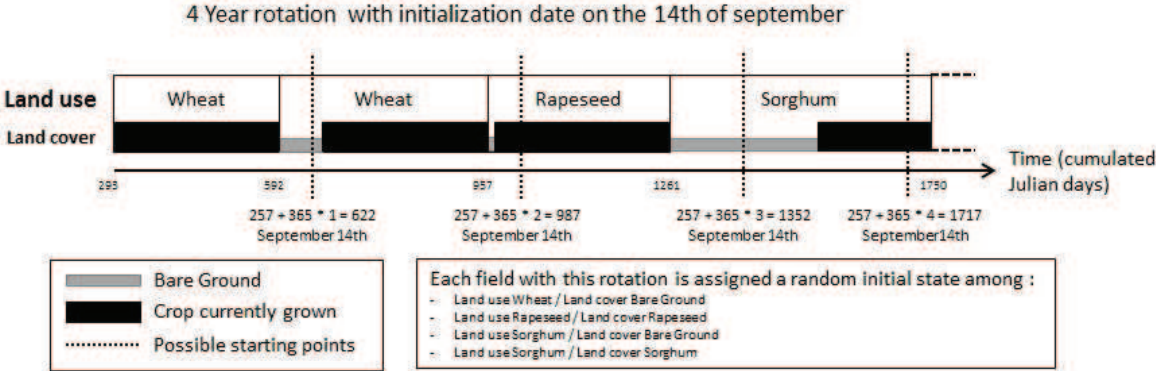 4 Year rotation with initialization date on the 14th of september
Land use
Wheat
Wheat
Rapeseed
Sorghum
Land cover
Time (cumulated
Julian days)
295
592
957
1261
1750
257 + 365 * 1 = 622
September 14th
257 + 365 * 2 = 987
September 14th
257 + 365 * 3 = 1352
September 14th
257 + 365 * 4 = 1717
September14th
Bare Ground
Crop currently grown
Possible starting points
Each field with this rotation is assigned a random initial state among :
- Land use Wheat / Land cover Bare Ground
- Land use Rapeseed / Land cover Rapeseed
- Land use Sorghum / Land cover Bare Ground
- Land use Sorghum / Land cover Sorghum